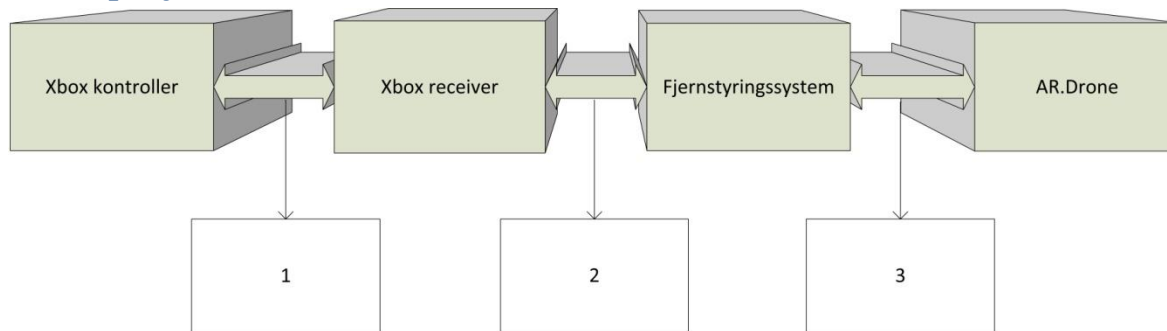 Xbox kontroller
Xbox receiver
Fjernstyringssystem
AR.Drone
1
2
3